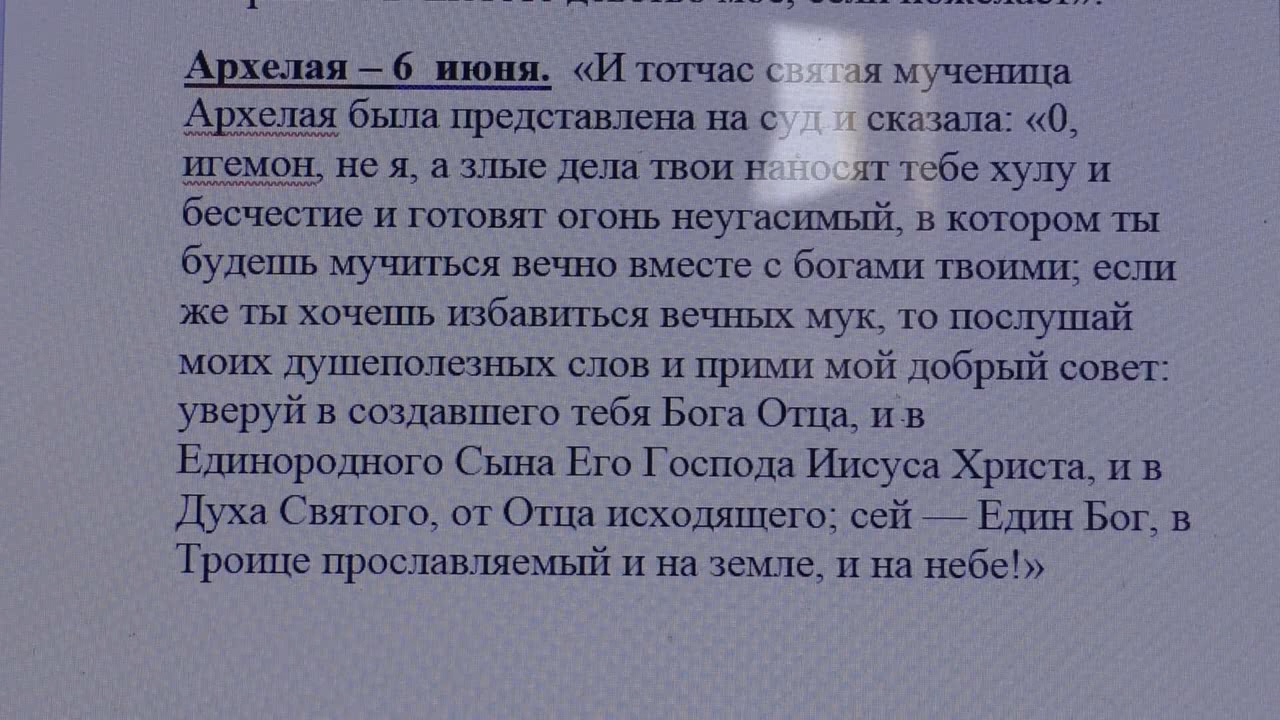 мое, если пожелает».
Архелая – 6 июня. «И тотчас святая мученица
Архелая была представлена на суд и сказала: «0,
игемон, не я, а злые дела твои наносят тебе хулу и
бесчестие и готовят огонь неугасимый, в котором ты
будешь мучиться вечно вместе с богами твоими; если
же ты хочешь избавиться вечных мук, то послушай
моих душеполезных слов и прими мой добрый совет:
уверуй в создавшего тебя Бога Отца, и в
Единородного Сына Его Господа Иисуса Христа, и в
Духа Святого, от Отца исходящего; сей — Един Бог, в
Троице прославляемый и на земле, и на небе!»